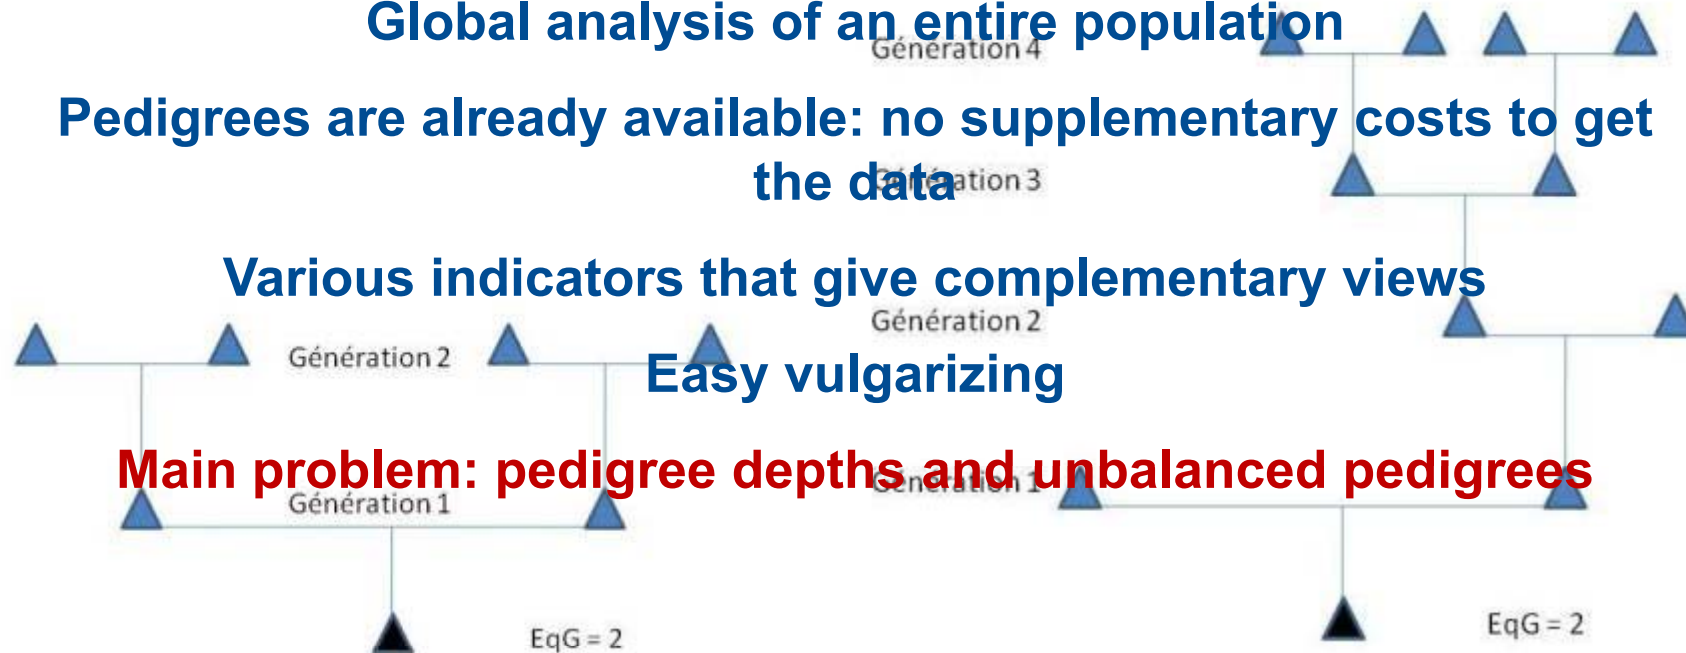 Global analysis of an entire population
Génération 4
Pedigrees are already available: no supplementary costs to get
the data
Génération 3
Various indicators that give complementary views
Génération 2
Génération 2
Easy vulgarizing
Main problem: pedigree depths and unbalanced pedigrees
Génération 1
Génération 1
EqG = 2
EqG = 2